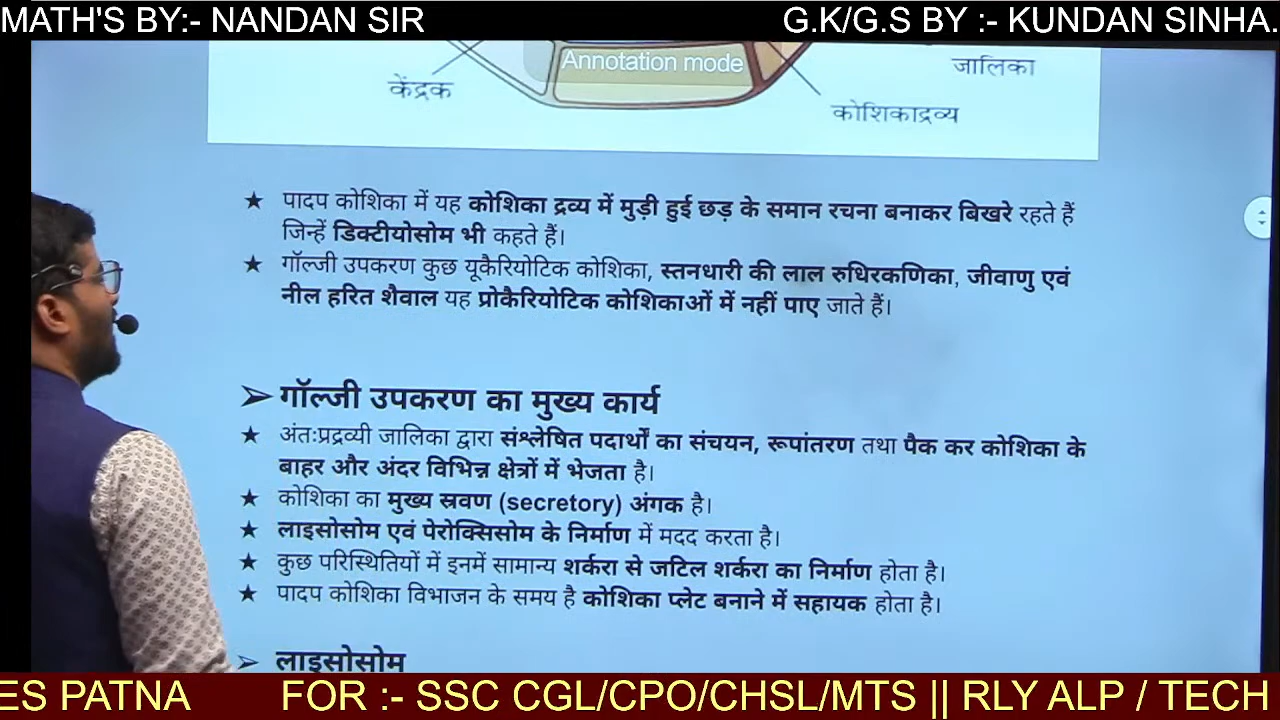 MATH'S BY:- NANDAN SIR
G.K/G.S BY :- KUNDAN SINHA.
Annotation mode
जालिका
केंद्रक
कोशिकाद्रव्य
★ पादप कोशिका में यह कोशिका द्रव्य में मुड़ी हुई छड़ के समान रचना बनाकर बिखरे रहते हैं
जिन्हें डिक्टीयोसोम भी कहते हैं।
★ गॉल्जी उपकरण कुछ यूकैरियोटिक कोशिका, स्तनधारी की लाल रुधिरकणिका, जीवाणु एवं
नील हरित शैवाल यह प्रोकैरियोटिक कोशिकाओं में नहीं पाए जाते हैं।
➢ गॉल्जी उपकरण का मुख्य कार्य
★ अंतःप्रद्रव्यी जालिका द्वारा संश्लेषित पदार्थों का संचयन, रूपांतरण तथा पैक कर कोशिका के
बाहर और अंदर विभिन्न क्षेत्रों में भेजता है।
★ कोशिका का मुख्य स्रवण (secretory) अंगक है।
★ लाइसोसोम एवं पेरोक्सिसोम के निर्माण में मदद करता है।
★ कुछ परिस्थितियों में इनमें सामान्य शर्करा से जटिल शर्करा का निर्माण होता है।
★ पादप कोशिका विभाजन के समय है कोशिका प्लेट बनाने में सहायक होता है।
➢ लाइसोसोम
ES PATNA FOR :- SSC CGL/CPO/CHSL/MTS || RLY ALP / TECH